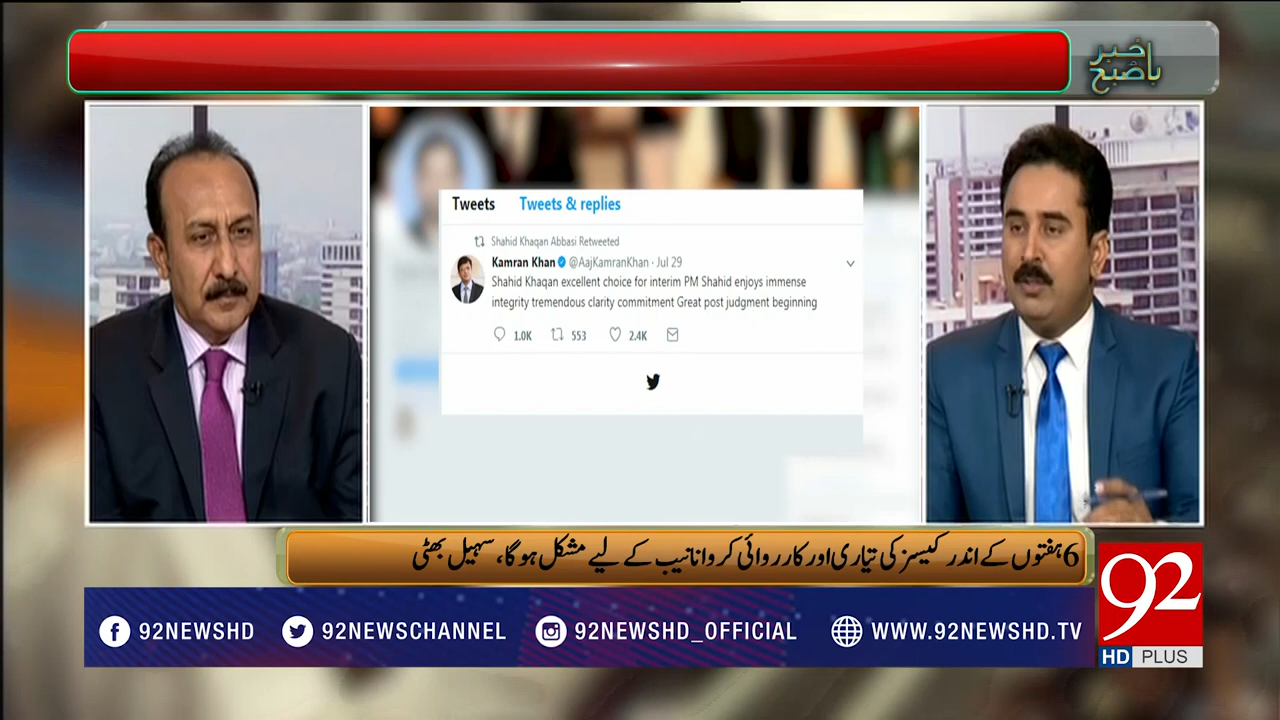 باخبر صبح
Tweets Tweets & replies
Shahid Khaqan Abbasi Retweeted
Kamran Khan @AajKamranKhan · Jul 29
Shahid Khaqan excellent choice for interim PM Shahid enjoys immense
integrity tremendous clarity commitment Great post judgment beginning
1.0K 553 2.4K
6 ہفتوں کے اندر کیسز کی تیاری اور کارروائی کروانا نیب کے لیے مشکل ہوگا، سہیل بھٹی
92NEWSHD 92NEWSCHANNEL 92NEWSHD_OFFICIAL WWW.92NEWSHD.TV
92
HD PLUS